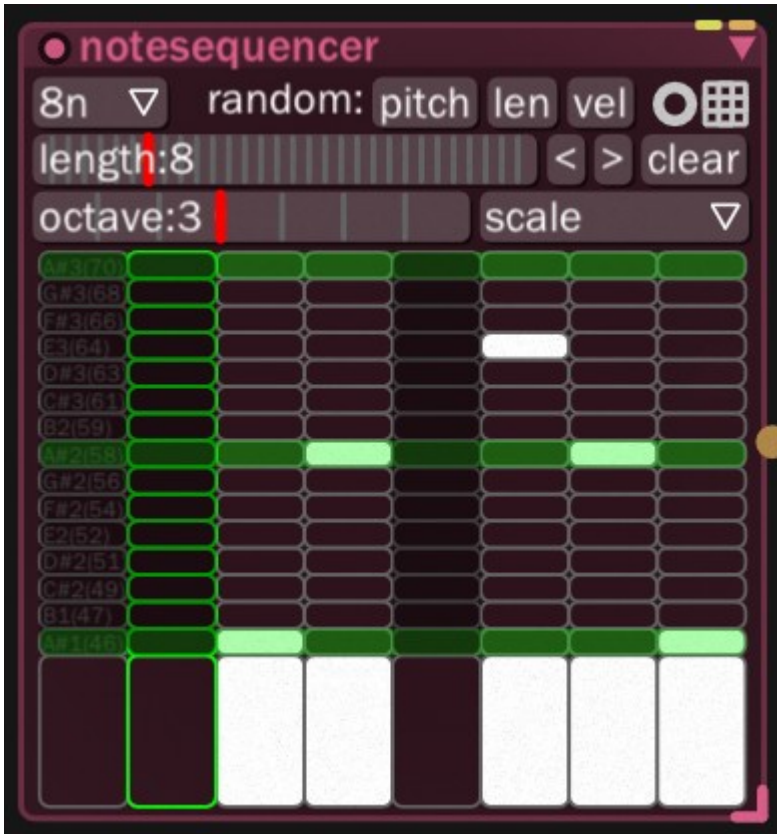 notesequencer
8n random: pitch len vel
length:8 < > clear
octave:3 scale
A#3(70)
G#3(68
F#3(66)
E3(64)
D#3(63
C#3(61
B2(59)
A#2(58)
G#2(56
F#2(54)
E2(52)
D#2(51
C#2(49)
B1(47)
A#1(46)